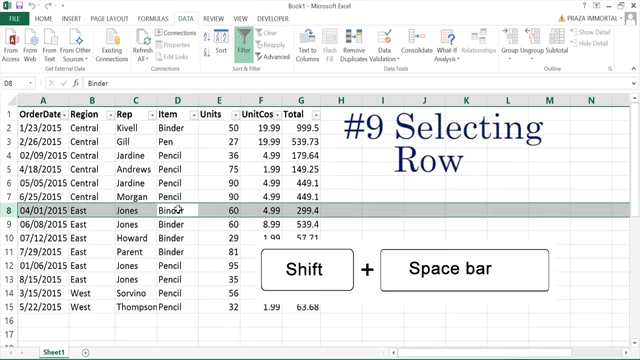 Book1 - Microsoft Excel
FILE HOME INSERT PAGE LAYOUT FORMULAS DATA REVIEW VIEW DEVELOPER PRAZA IMMORTAL
From Access From Web From Text From Other Sources Existing Connections
Refresh All Connections Properties Edit Links
Sort Filter Clear Reapply Advanced
Text to Columns Flash Fill Remove Duplicates Data Validation Consolidate What-If Analysis Relationships
Group Ungroup Subtotal
Get External Data Connections Sort & Filter Data Tools Outline
D8 Binder
A B C D E F G H I J K L M N
1 OrderDate Region Rep Item Units UnitCos Total
2 1/23/2015 Central Kivell Binder 50 19.99 999.5
3 2/26/2015 Central Gill Pen 27 19.99 539.73
4 02/09/2015 Central Jardine Pencil 36 4.99 179.64
5 4/18/2015 Central Andrews Pencil 75 1.99 149.25
6 05/05/2015 Central Jardine Pencil 90 4.99 449.1
7 6/25/2015 Central Morgan Pencil 90 4.99 449.1
8 04/01/2015 East Jones Binder 60 4.99 299.4
9 06/08/2015 East Jones Binder 60 8.99 539.4
10 07/12/2015 East Howard Binder 29 1.99 57.71
11 7/29/2015 East Parent Binder 81
12 01/06/2015 East Jones Pencil 95
13 8/15/2015 East Jones Pencil 35
14 3/15/2015 West Sorvino Pencil 56
15 5/22/2015 West Thompson Pencil 32 1.99 63.68
16
17
18
#9 Selecting
Row
Shift + Space bar
Sheet1